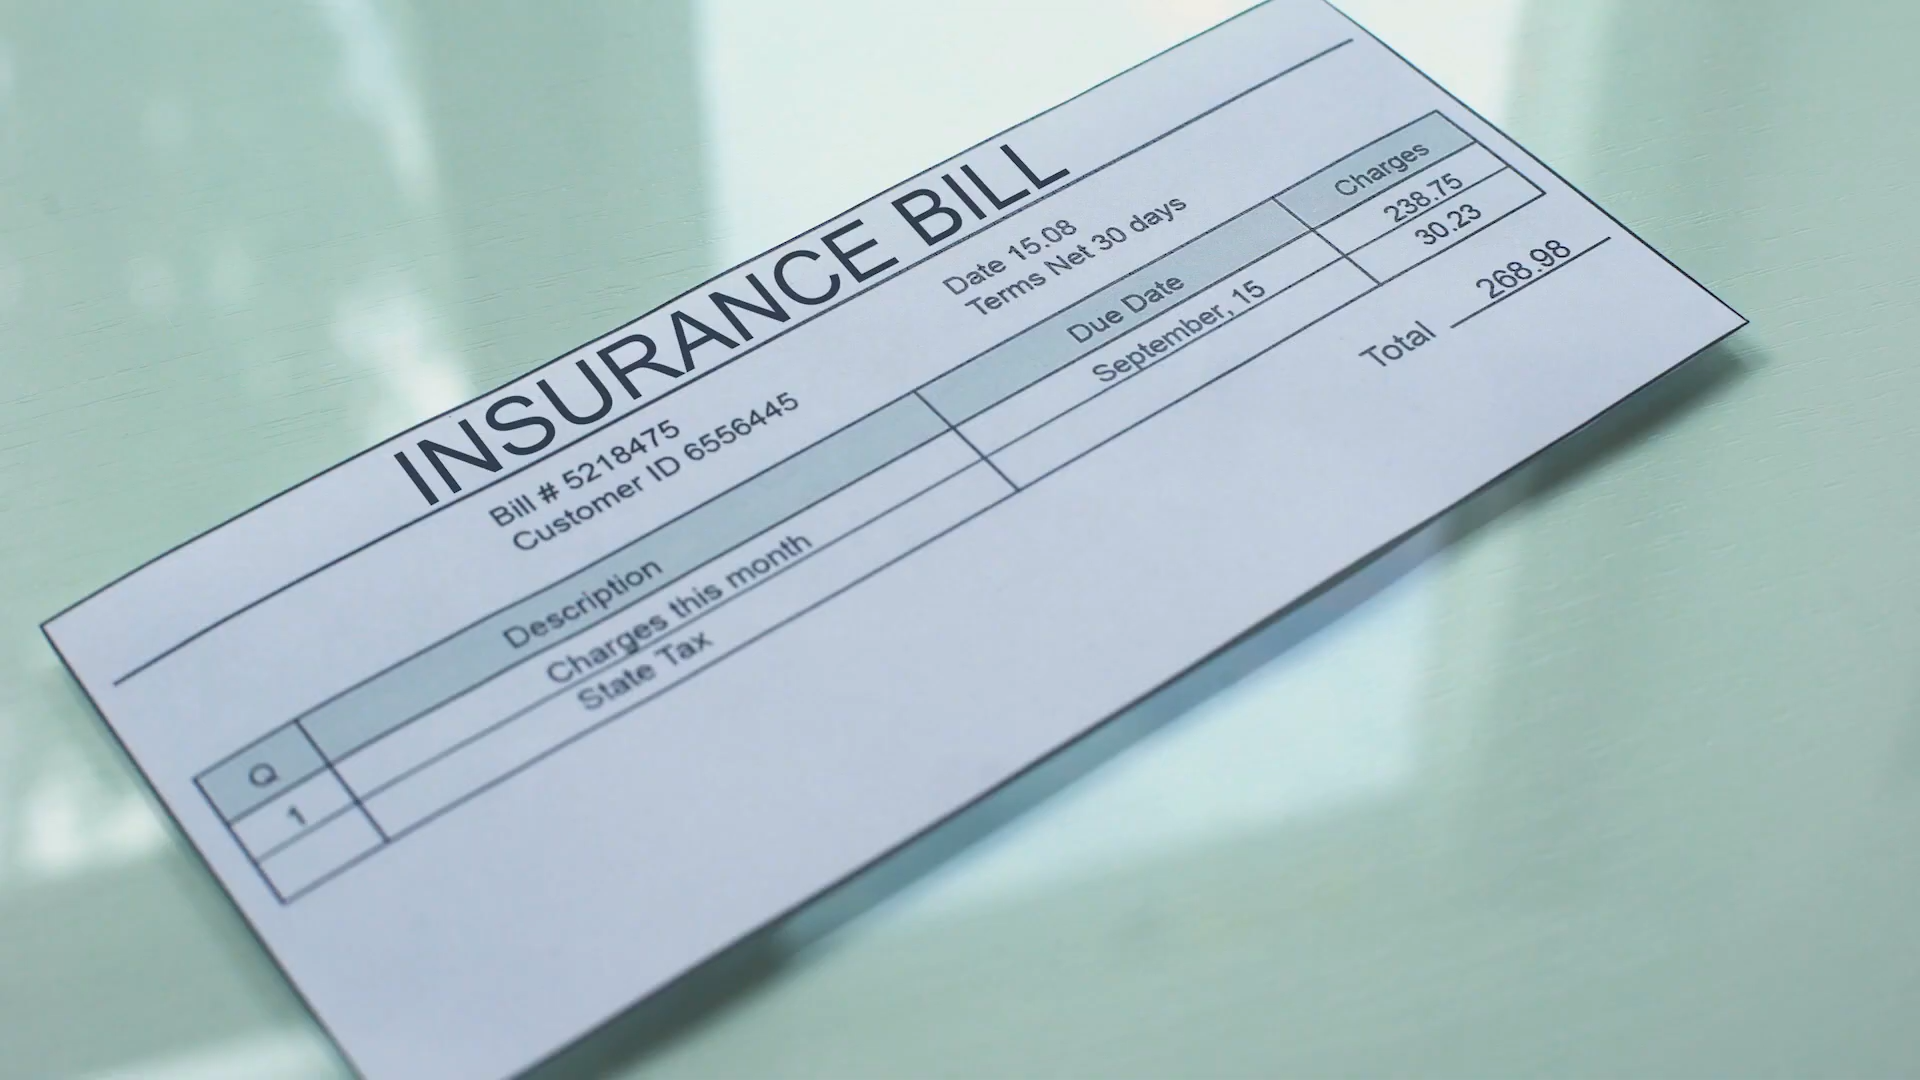 INSURANCE BILL
Bill # 5218475 Date 15.08
Customer ID 6556445 Terms Net 30 days
Q Description Due Date Charges
1 Charges this month September, 15 238.75
State Tax 30.23
Total 268.98